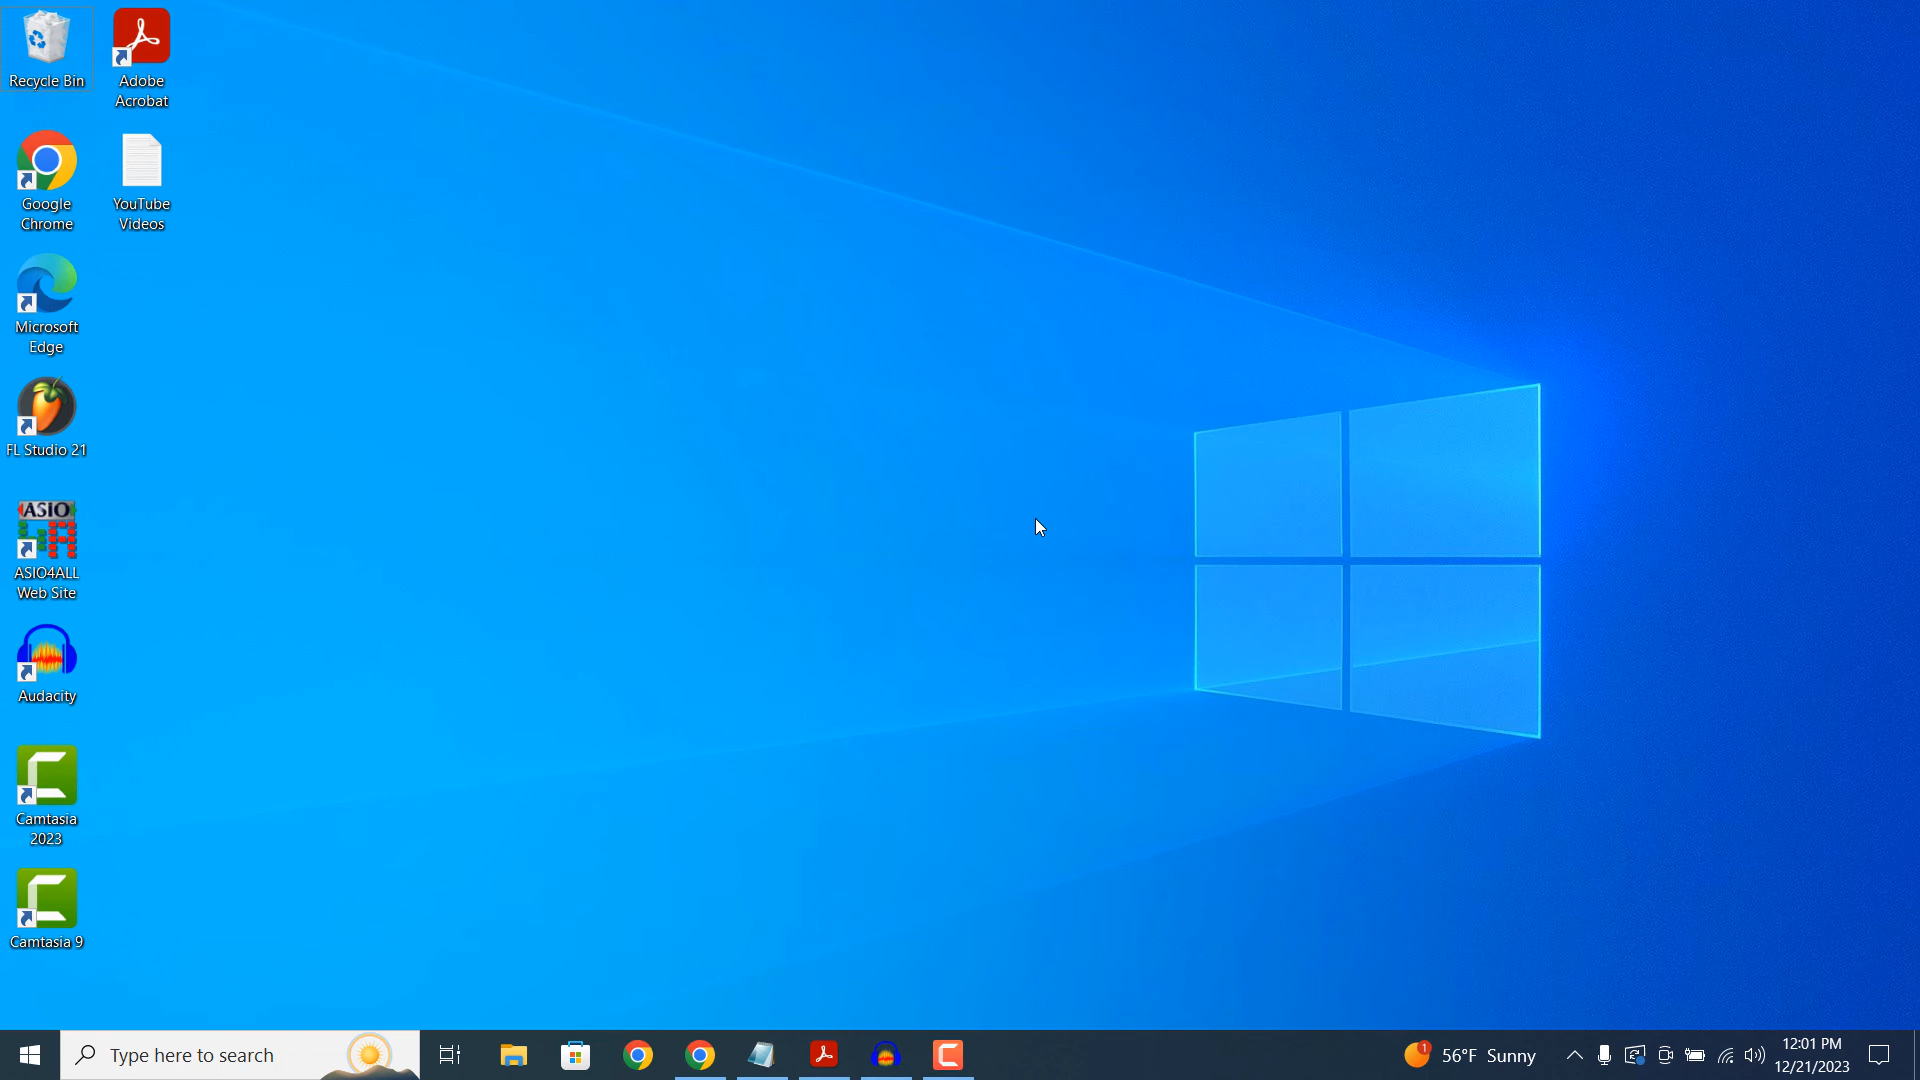 Recycle Bin
Adobe
Acrobat
Google
Chrome
YouTube
Videos
Microsoft
Edge
FL Studio 21
ASIO
ASIO4ALL
Web Site
Audacity
Camtasia
2023
Camtasia 9
Type here to search
1
56°F Sunny
12:01 PM
12/21/2023